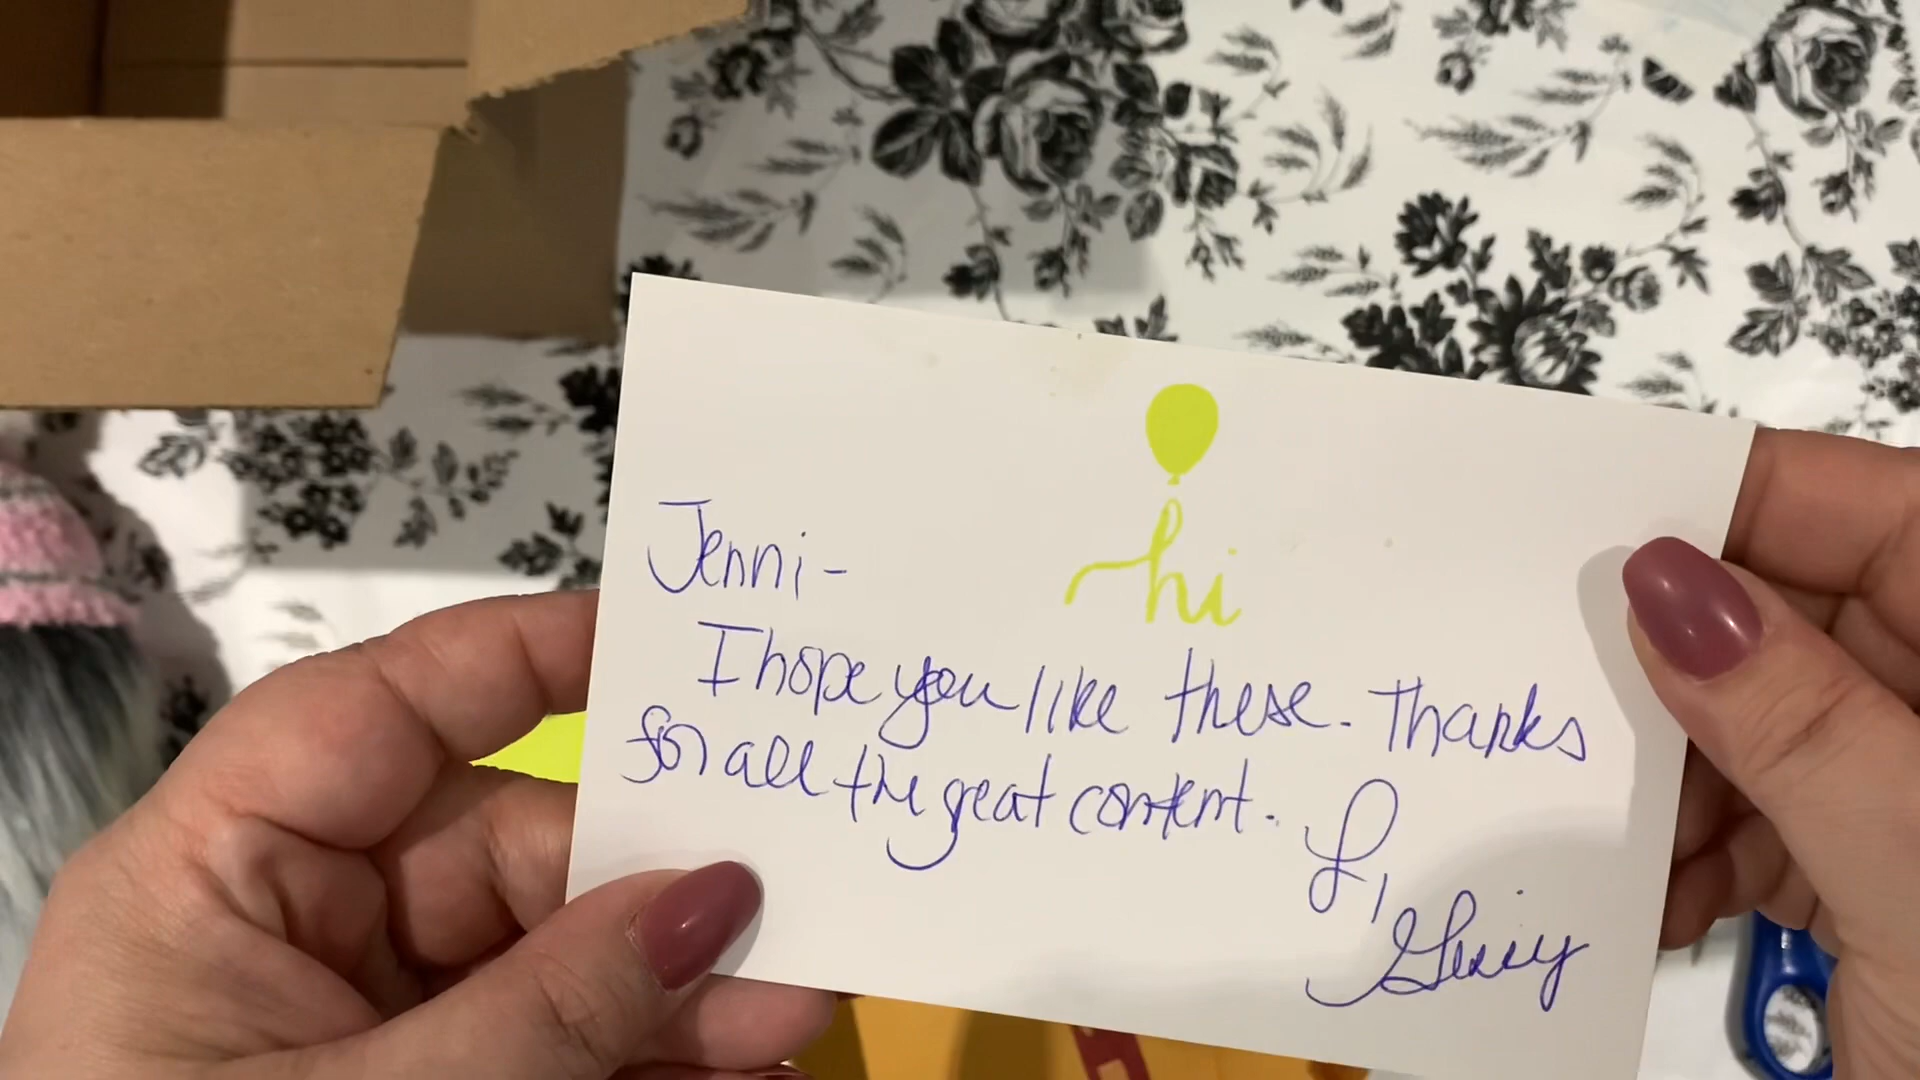 hi
Jenni-
I hope you like these. Thanks
for all the great content.
L,